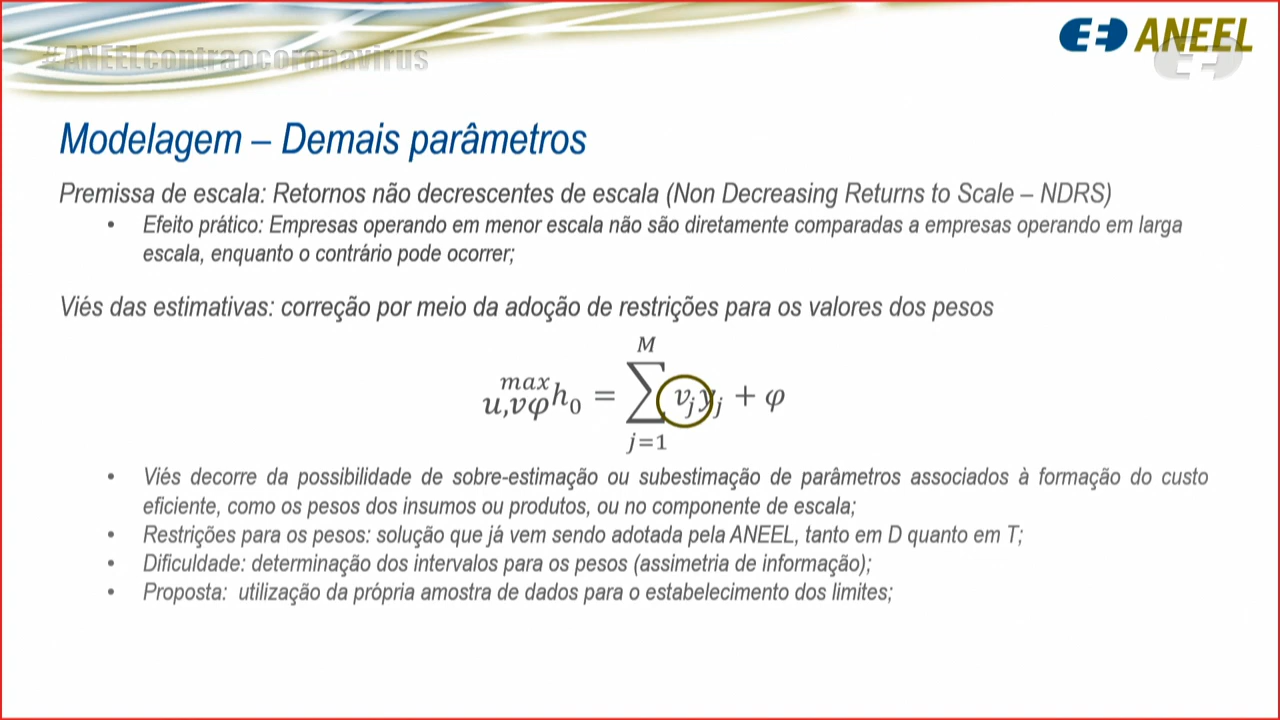 #ANEELcontraocoronavirus
ANEEL
Modelagem – Demais parâmetros
Premissa de escala: Retornos não decrescentes de escala (Non Decreasing Returns to Scale – NDRS)
• Efeito prático: Empresas operando em menor escala não são diretamente comparadas a empresas operando em larga
escala, enquanto o contrário pode ocorrer;
Viés das estimativas: correção por meio da adoção de restrições para os valores dos pesos
M
max
u,vφ h₀ = ∑ vⱼyⱼ + φ
j=1
• Viés decorre da possibilidade de sobre-estimação ou subestimação de parâmetros associados à formação do custo
eficiente, como os pesos dos insumos ou produtos, ou no componente de escala;
• Restrições para os pesos: solução que já vem sendo adotada pela ANEEL, tanto em D quanto em T;
• Dificuldade: determinação dos intervalos para os pesos (assimetria de informação);
• Proposta: utilização da própria amostra de dados para o estabelecimento dos limites;